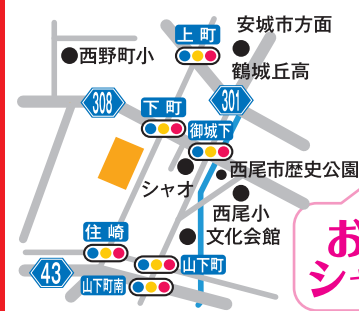 安城市方面
上町
西野町小
鶴城丘高
308
下町
301
御城下
シャオ
西尾市歴史公園
西尾小
文化会館
住崎
43
山下町
山下町南
お
シ